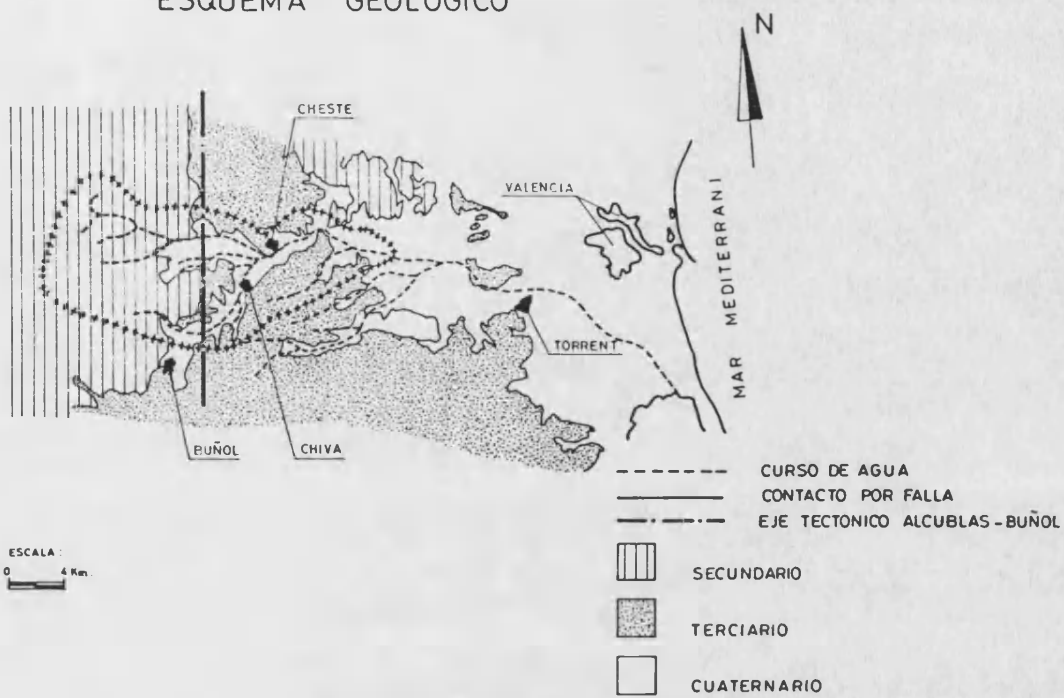 ESQUEMA GEOLOGICO
N
CHESTE
VALENCIA
MAR MEDITERRANI
TORRENT
BUÑOL
CHIVA
CURSO DE AGUA
CONTACTO POR FALLA
EJE TECTONICO ALCUBLAS-BUÑOL
ESCALA:
0 4 Km.
SECUNDARIO
TERCIARIO
CUATERNARIO